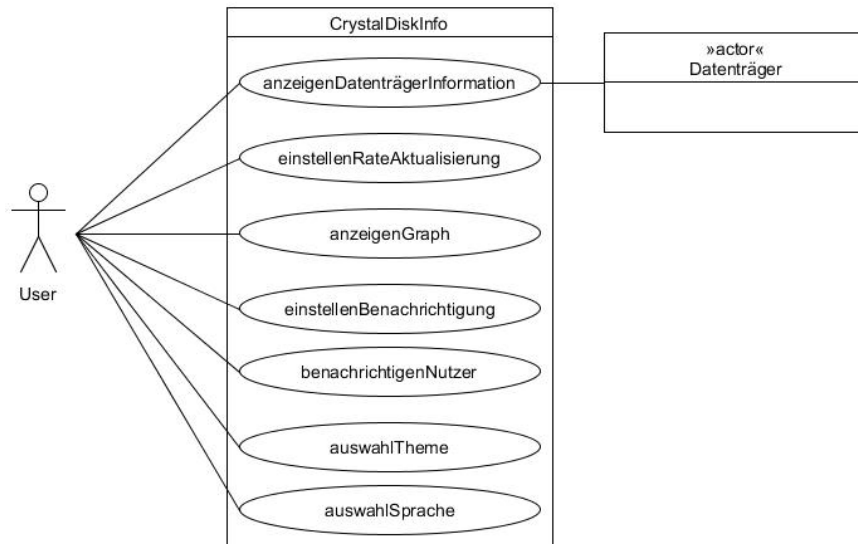 CrystalDiskInfo
»actor«
Datenträger
anzeigenDatenträgerInformation
einstellenRateAktualisierung
anzeigenGraph
User
einstellenBenachrichtigung
benachrichtigenNutzer
auswahlTheme
auswahlSprache